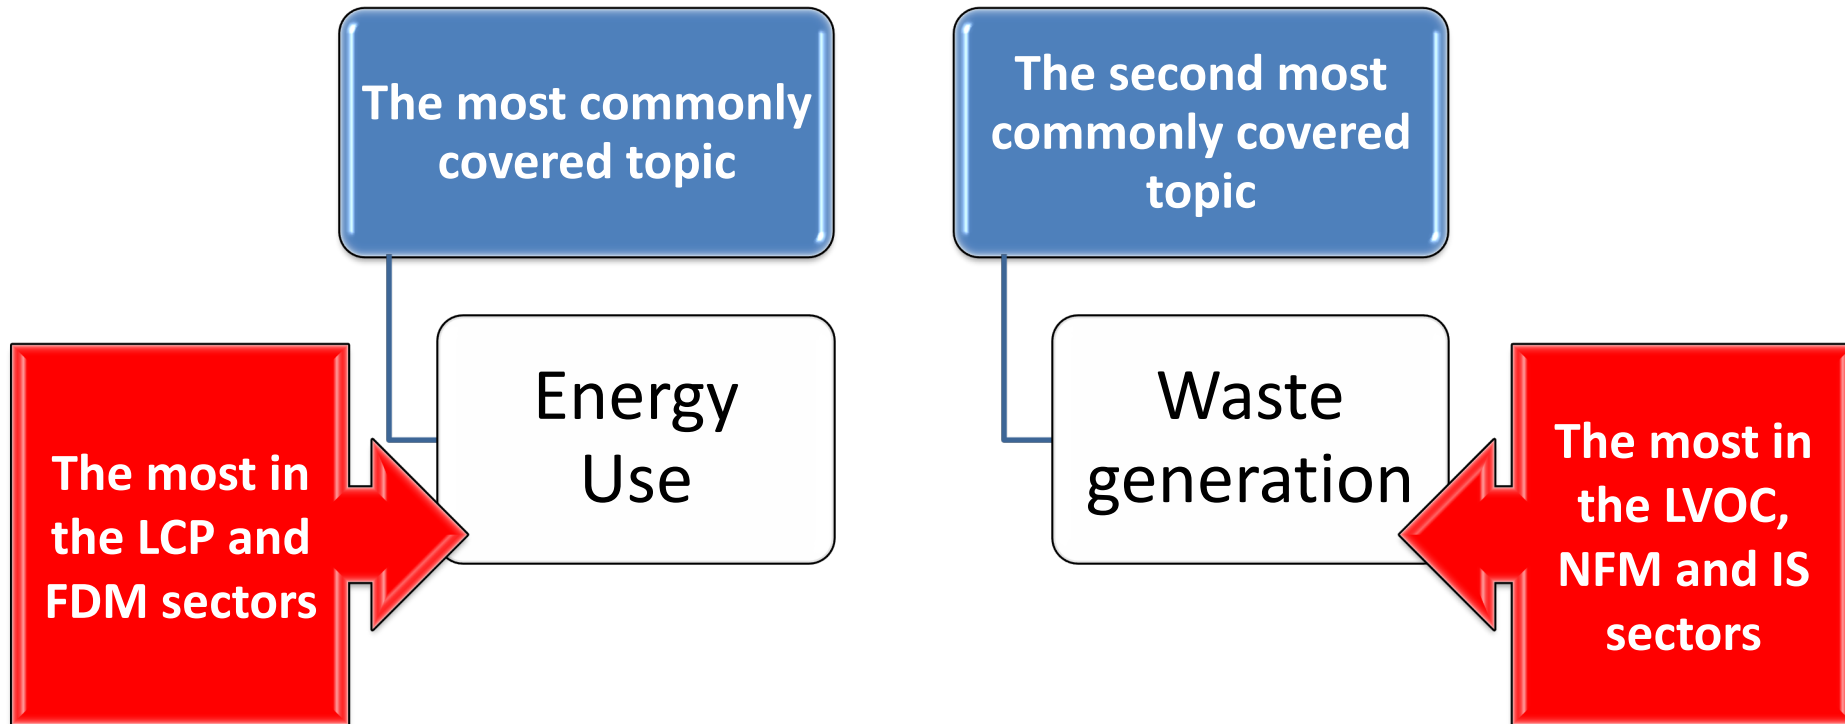 The most commonly
covered topic
The second most
commonly covered
topic
Energy
Use
Waste
generation
The most in
the LCP and
FDM sectors
The most in
the LVOC,
NFM and IS
sectors